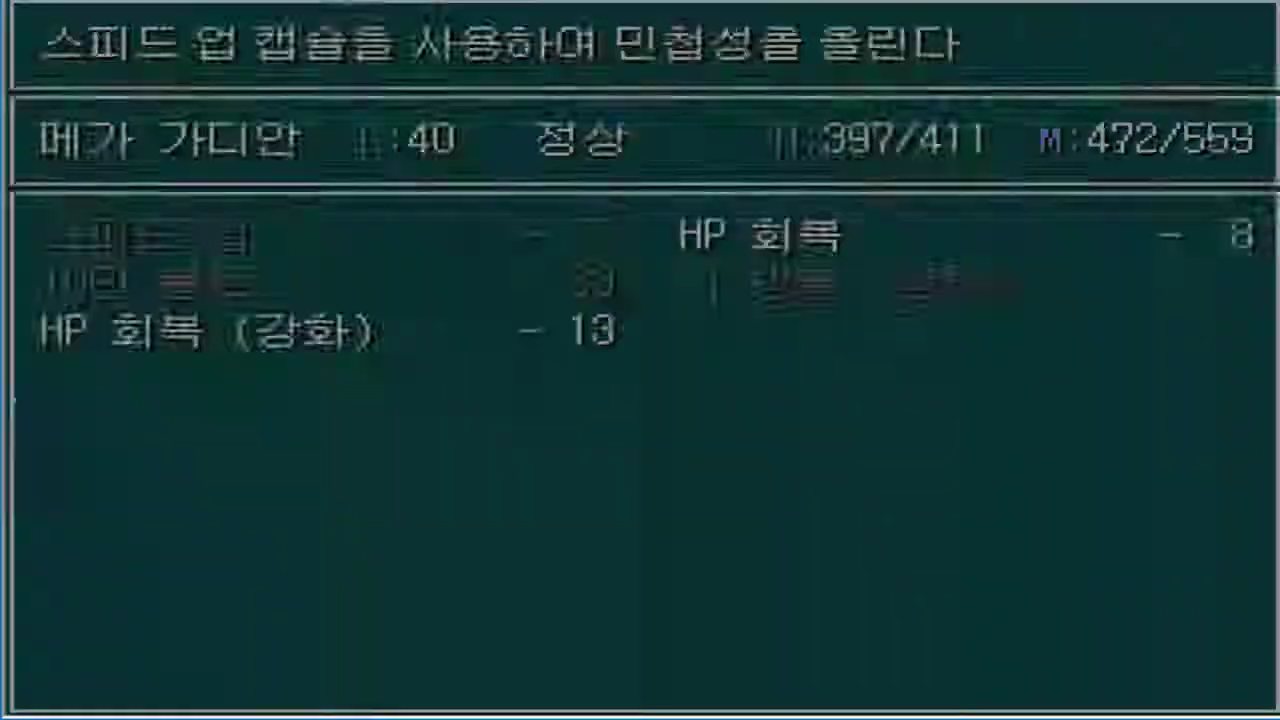 스피드 업 캡슐을 사용하여 민첩성을 올린다
메가 가디안 L:40 정상 H:397/411 M:472/559
HP 회복 - 8
HP 회복 (강화) - 13